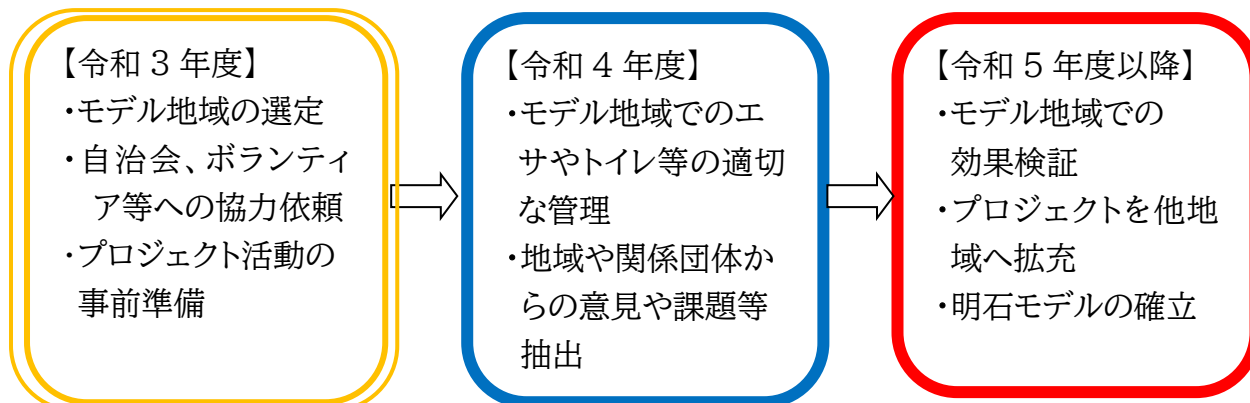 【令和3年度】
・モデル地域の選定
・自治会、ボランティ
ア等への協力依頼
・プロジェクト活動の
事前準備
【令和4年度】
・モデル地域でのエ
サやトイレ等の適切
な管理
・地域や関係団体か
らの意見や課題等
抽出
【令和5年度以降】
・モデル地域での
効果検証
・プロジェクトを他地
域へ拡充
・明石モデルの確立